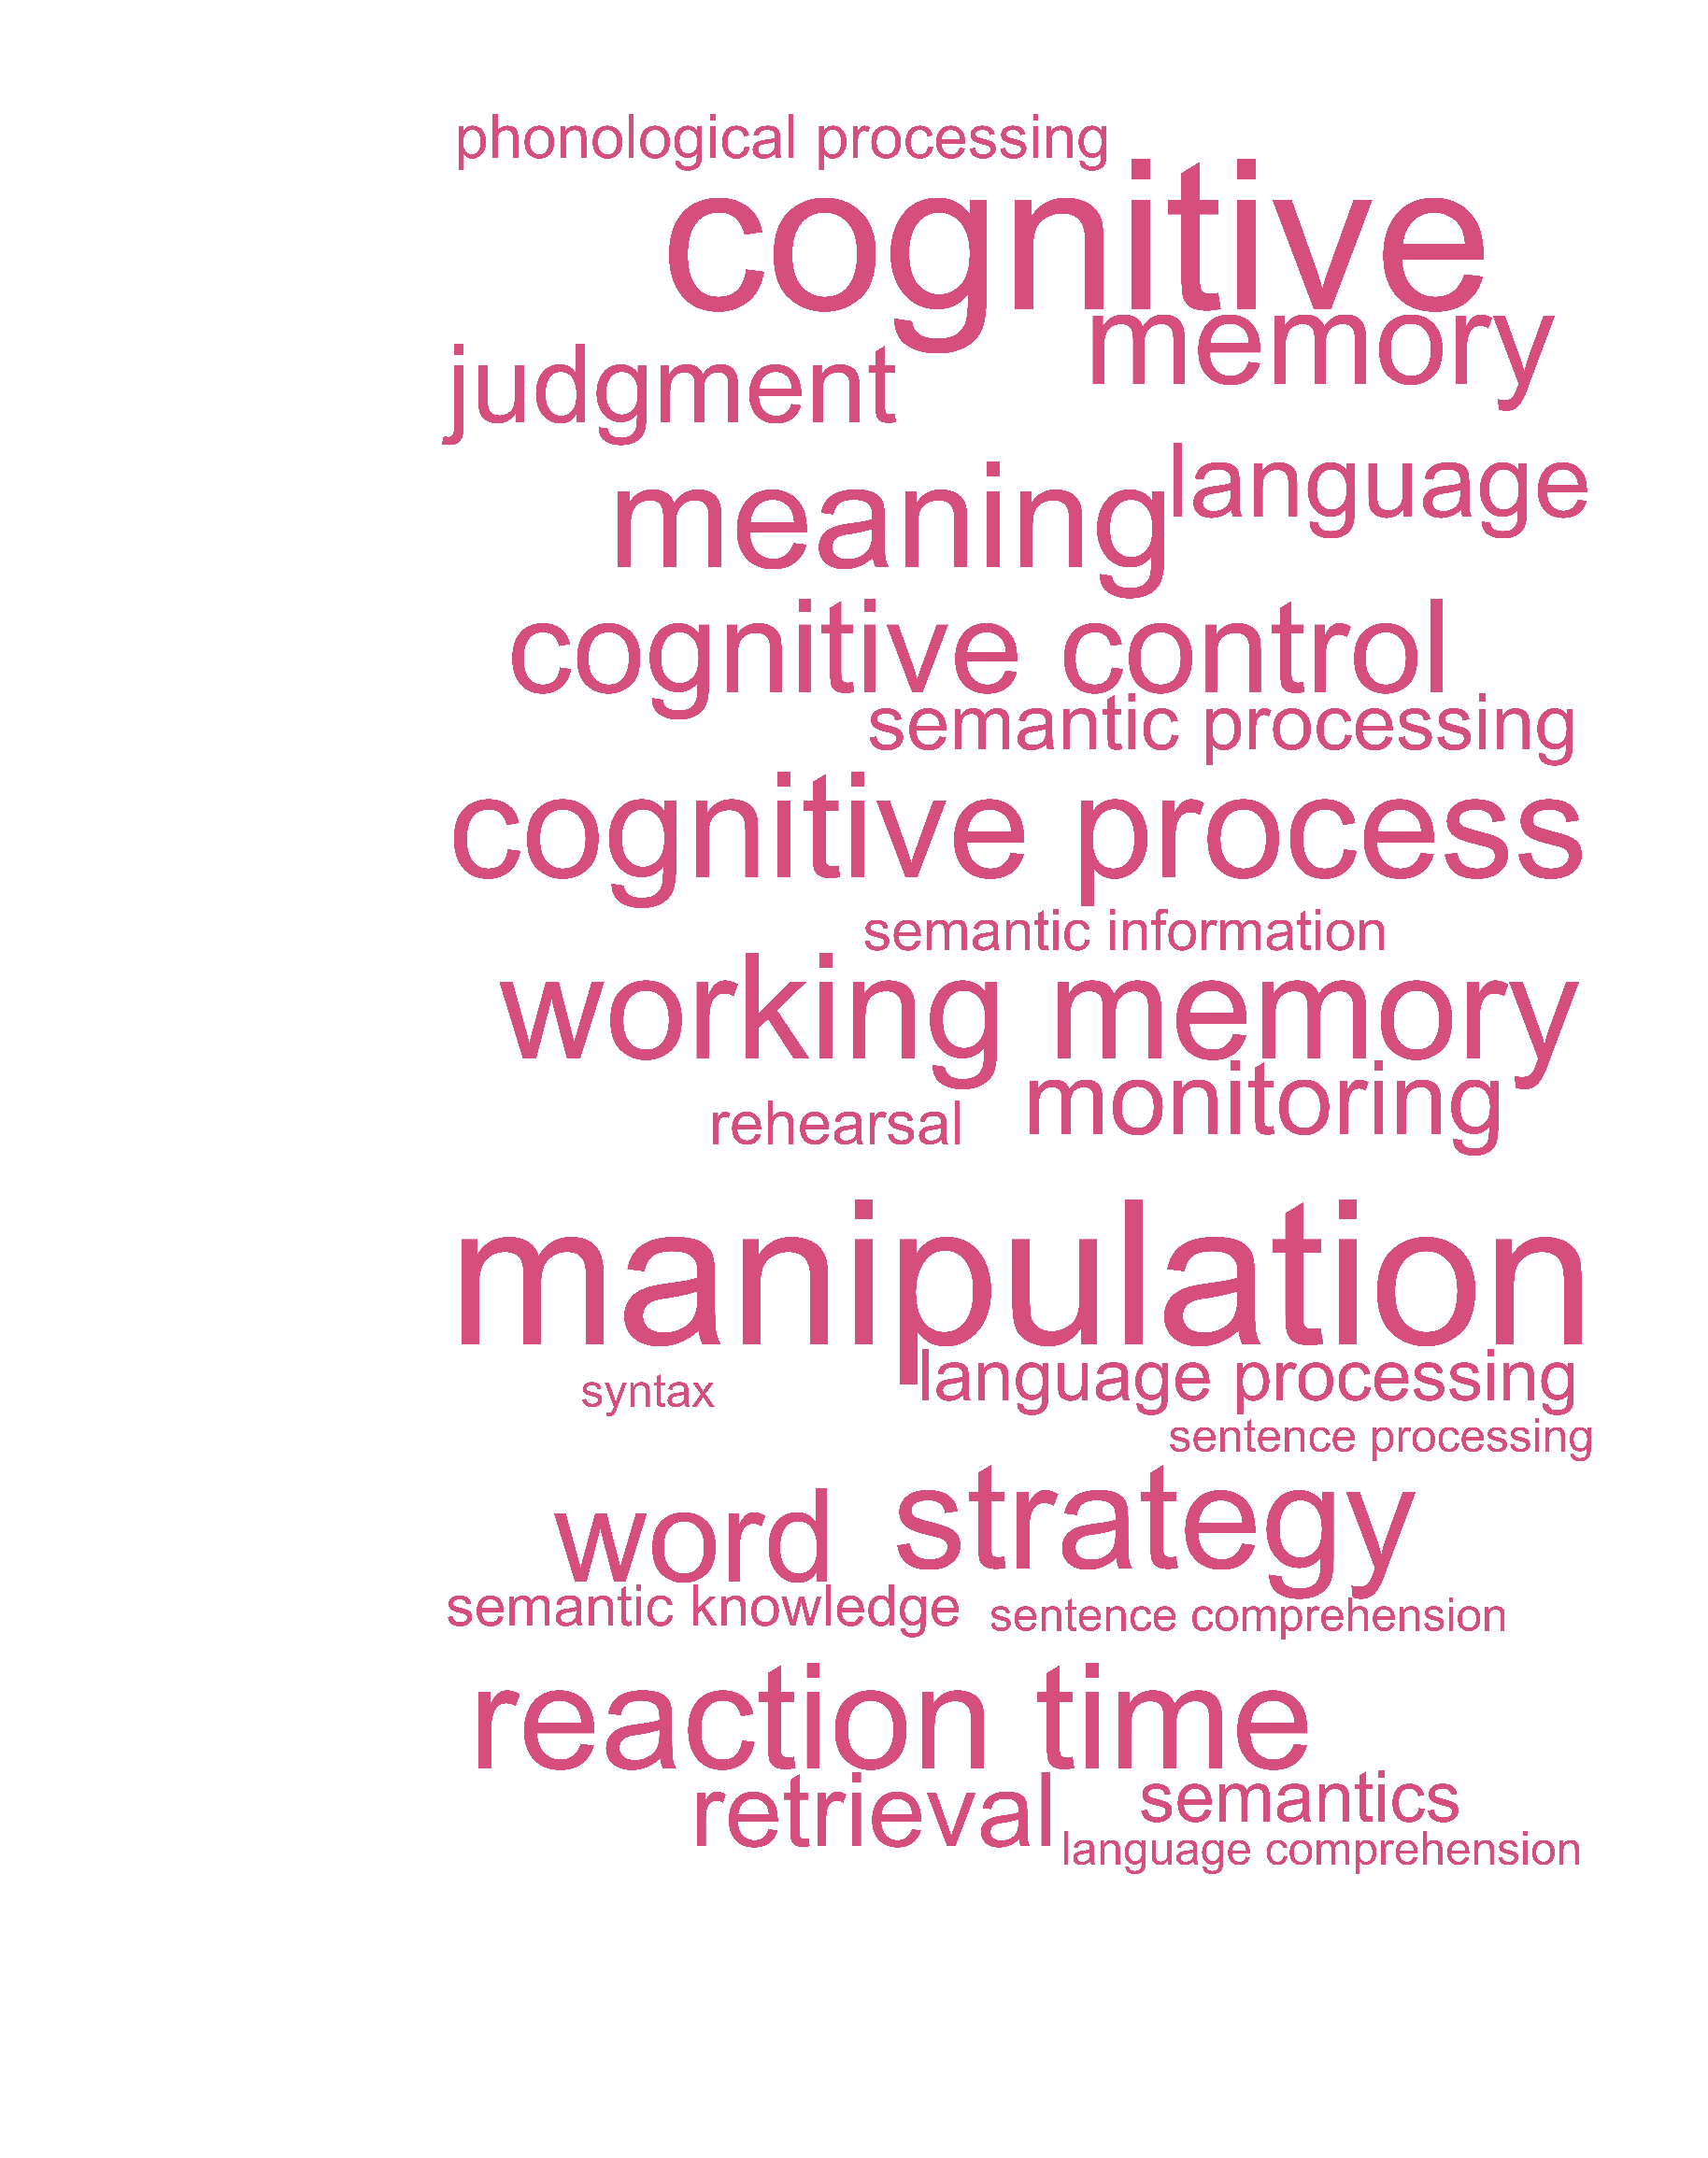 phonological processing
cognitive
memory
judgment
language
meaning
cognitive control
semantic processing
cognitive process
semantic information
working memory
monitoring
rehearsal
manipulation
language processing
syntax
sentence processing
strategy
word
semantic knowledge
sentence comprehension
reaction time
semantics
retrieval
language comprehension